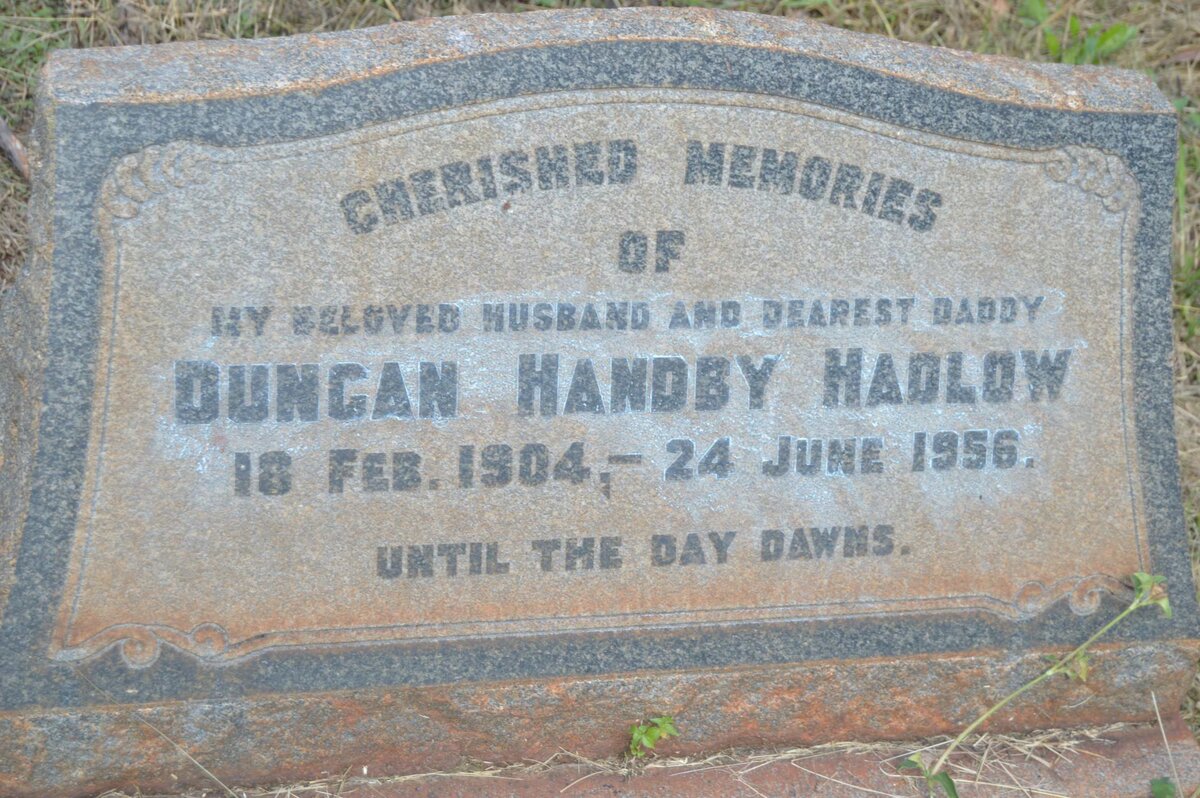 CHERISHED MEMORIES
OF
MY BELOVED HUSBAND AND DEAREST DADDY
DUNCAN HANDBY HADLOW
18 FEB. 1904,- 24 JUNE 1956.
UNTIL THE DAY DAWNS.